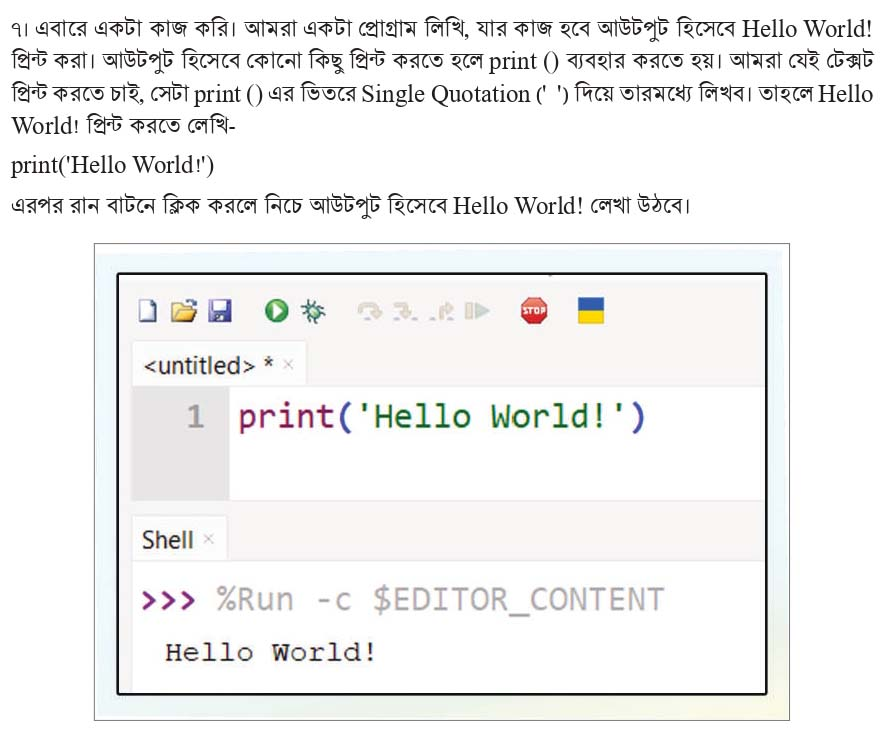 ৭। এবারে একটা কাজ করি। আমরা একটা প্রোগ্রাম লিখি, যার কাজ হবে আউটপুট হিসেবে Hello World!
প্রিন্ট করা। আউটপুট হিসেবে কোনো কিছু প্রিন্ট করতে হলে print () ব্যবহার করতে হয়। আমরা যেই টেক্সট
প্রিন্ট করতে চাই, সেটা print () এর ভিতরে Single Quotation (' ') দিয়ে তারমধ্যে লিখব। তাহলে Hello
World! প্রিন্ট করতে লেখি-
print('Hello World!')
এরপর রান বাটনে ক্লিক করলে নিচে আউটপুট হিসেবে Hello World! লেখা উঠবে।
STOP
<untitled> * ×
1 print('Hello World!')
Shell ×
>>> %Run -c $EDITOR_CONTENT
Hello World!